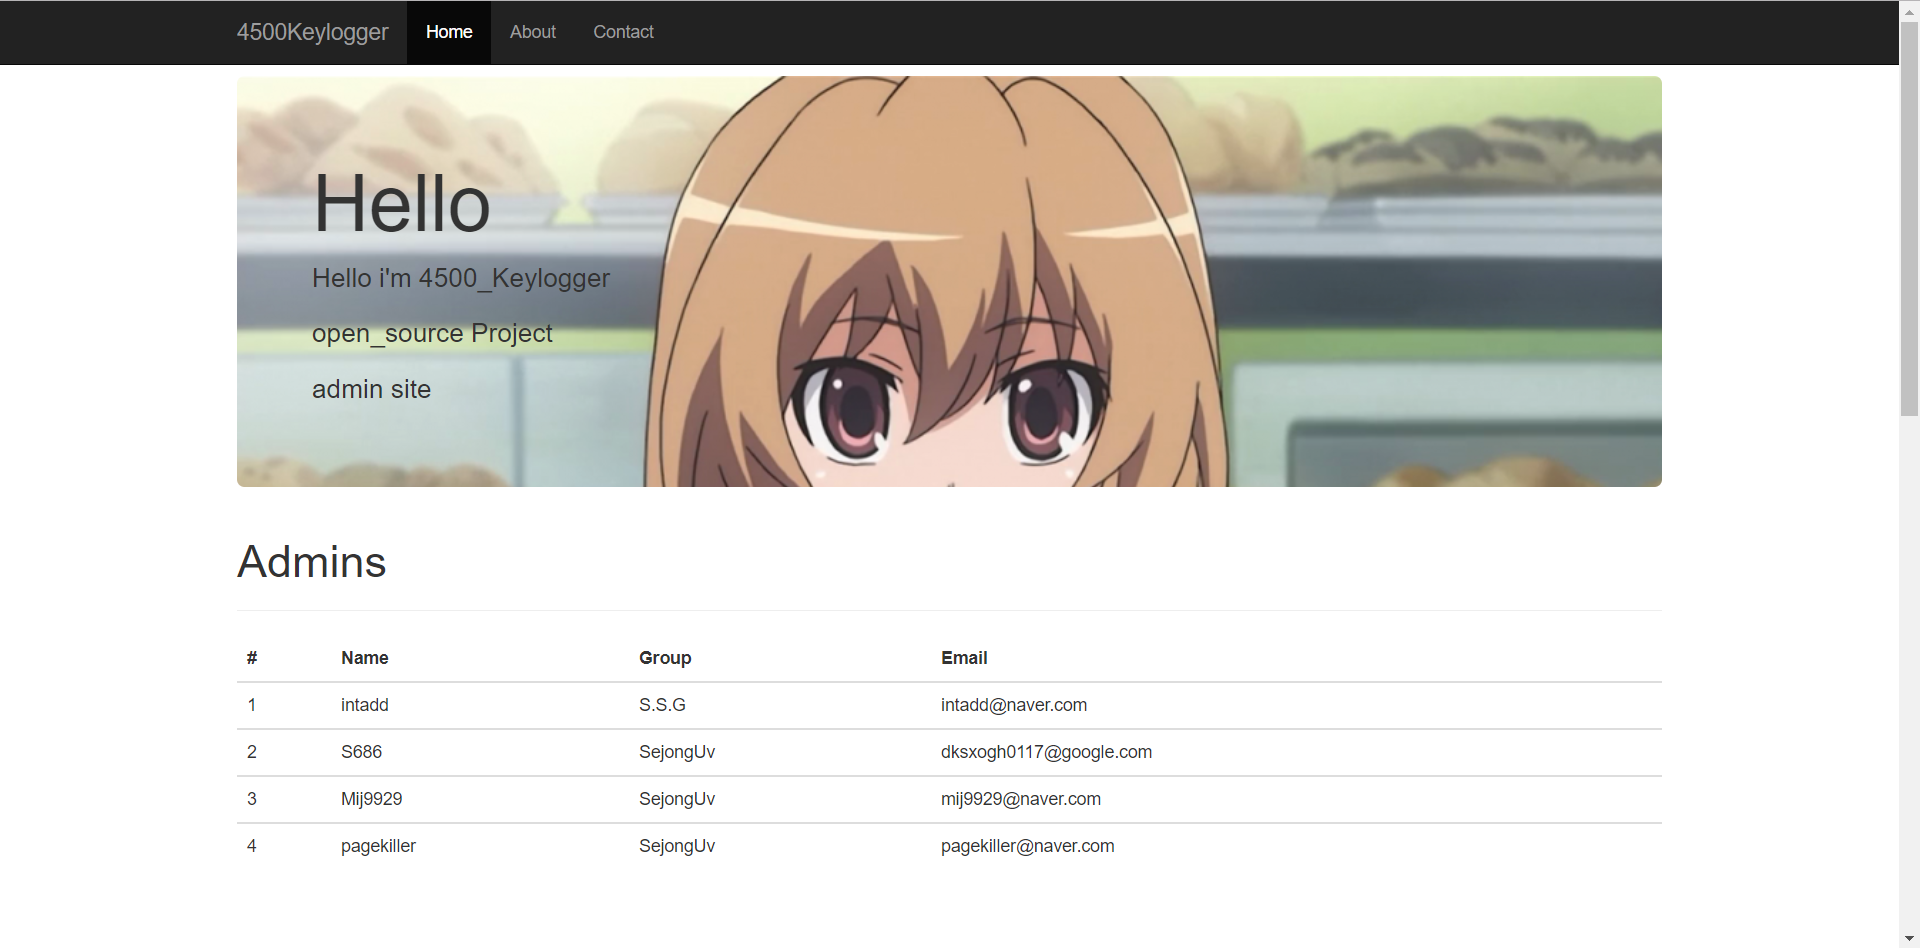 4500Keylogger Home About Contact
Hello
Hello i'm 4500_Keylogger
open_source Project
admin site
Admins
# Name Group Email
1 intadd S.S.G intadd@naver.com
2 S686 SejongUv dksxogh0117@google.com
3 Mij9929 SejongUv mij9929@naver.com
4 pagekiller SejongUv pagekiller@naver.com